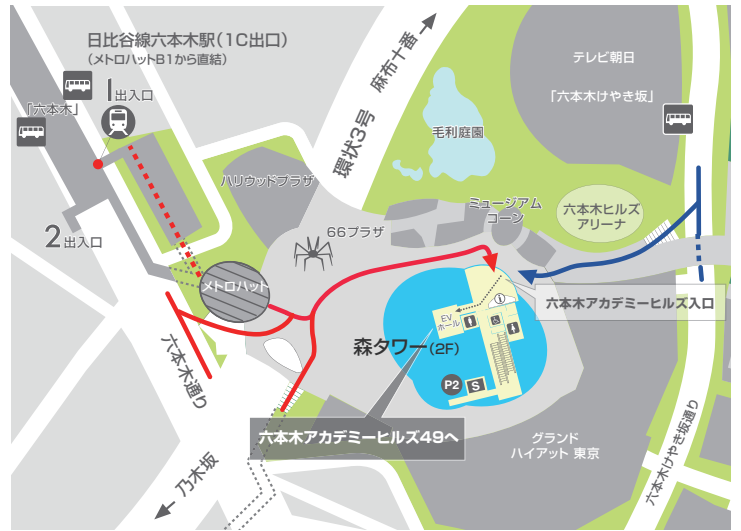 日比谷線六本木駅（1C出口）
（メトロハットB1から直結）
1出入口
「六本木」
2出入口
ハリウッドプラザ
環状3号 麻布十番
毛利庭園
テレビ朝日
「六本木けやき坂」
ミュージアム
コーン
六本木ヒルズ
アリーナ
66プラザ
メトロハット
六本木アカデミーヒルズ入口
EV
ホール
森タワー(2F)
P2
S
六本木通り
六本木アカデミーヒルズ49へ
グランド
ハイアット 東京
六本木けやき坂通り
乃木坂